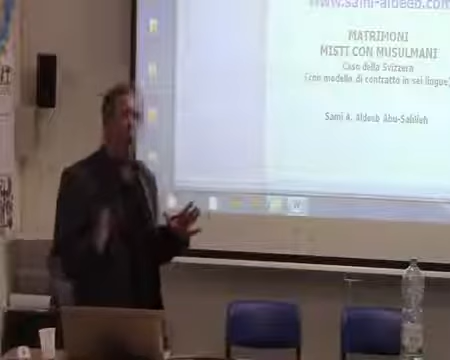 www.sami-aldeeb.com
MATRIMONI
MISTI CON MUSULMANI
Caso della Svizzera
(con modello di contratto in sei lingue)
Sami A. Aldeeb Abu-Sahlieh